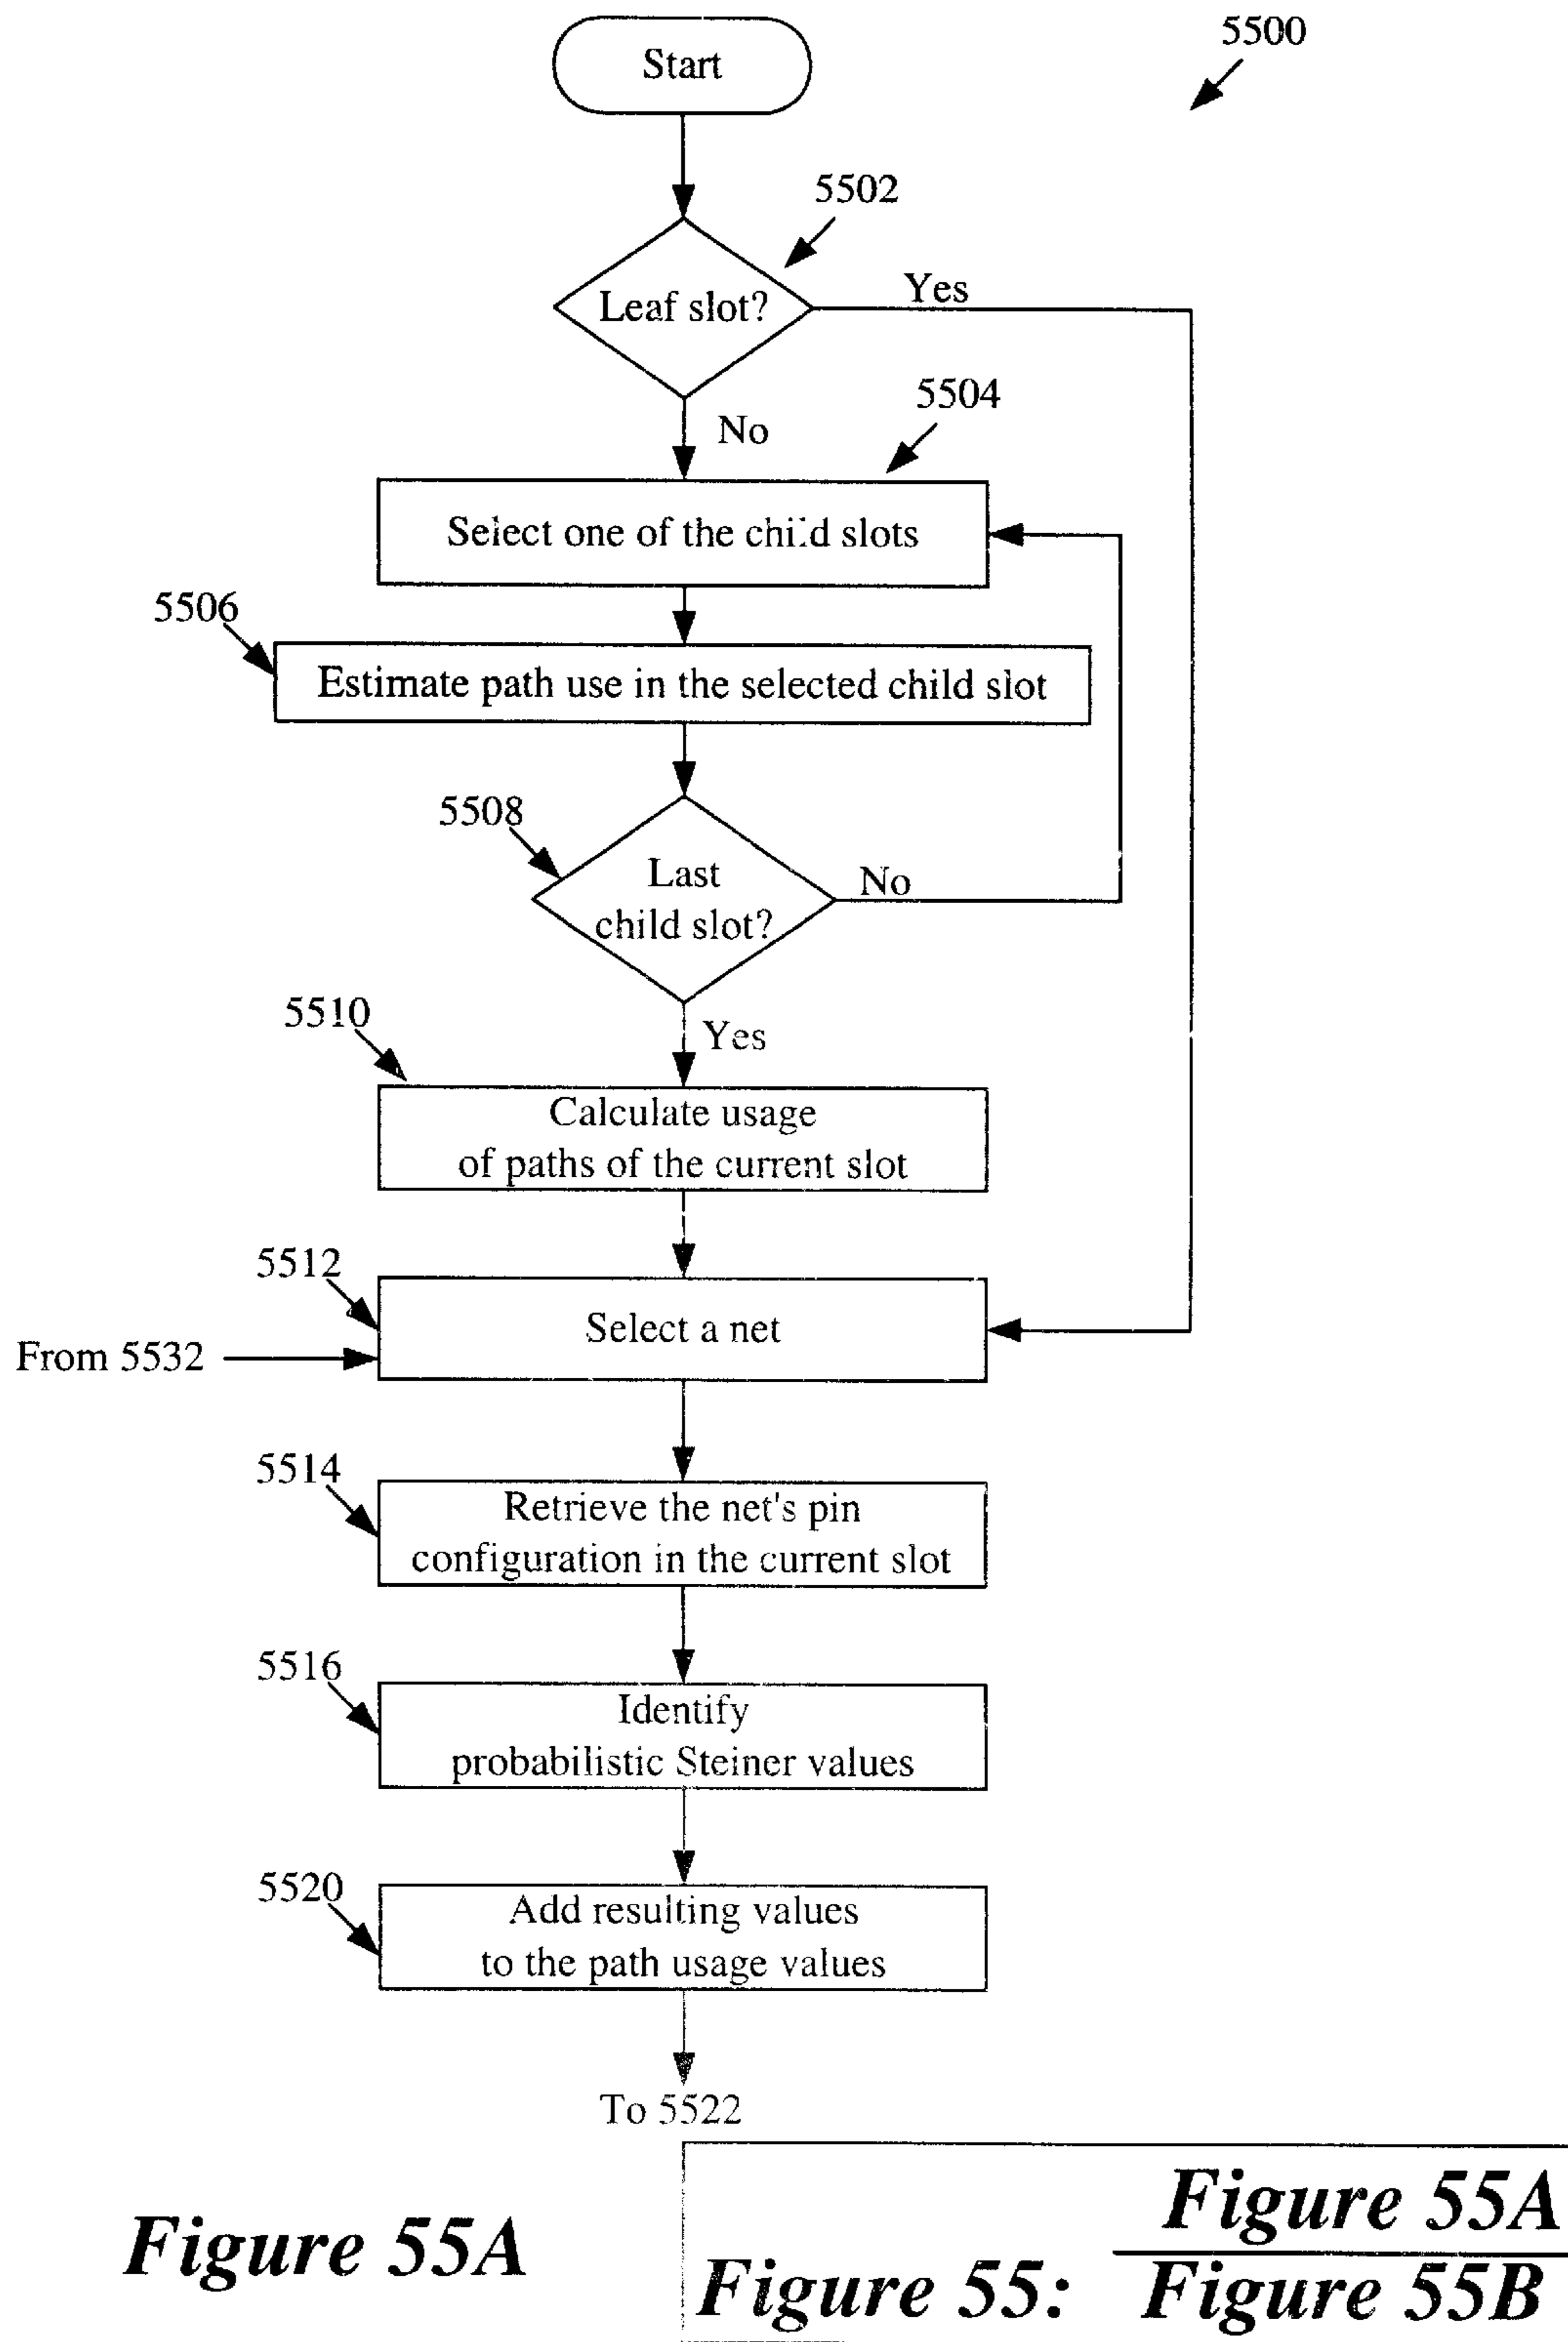 Start
5500
5502
Leaf slot?
Yes
No
5504
Select one of the child slots
5506
Estimate path use in the selected child slot
5508
Last
child slot?
No
Yes
5510
Calculate usage
of paths of the current slot
5512
Select a net
From 5532
5514
Retrieve the net's pin
configuration in the current slot
5516
Identify
probabilistic Steiner values
5520
Add resulting values
to the path usage values
To 5522
Figure 55A
Figure 55:
Figure 55A
Figure 55B